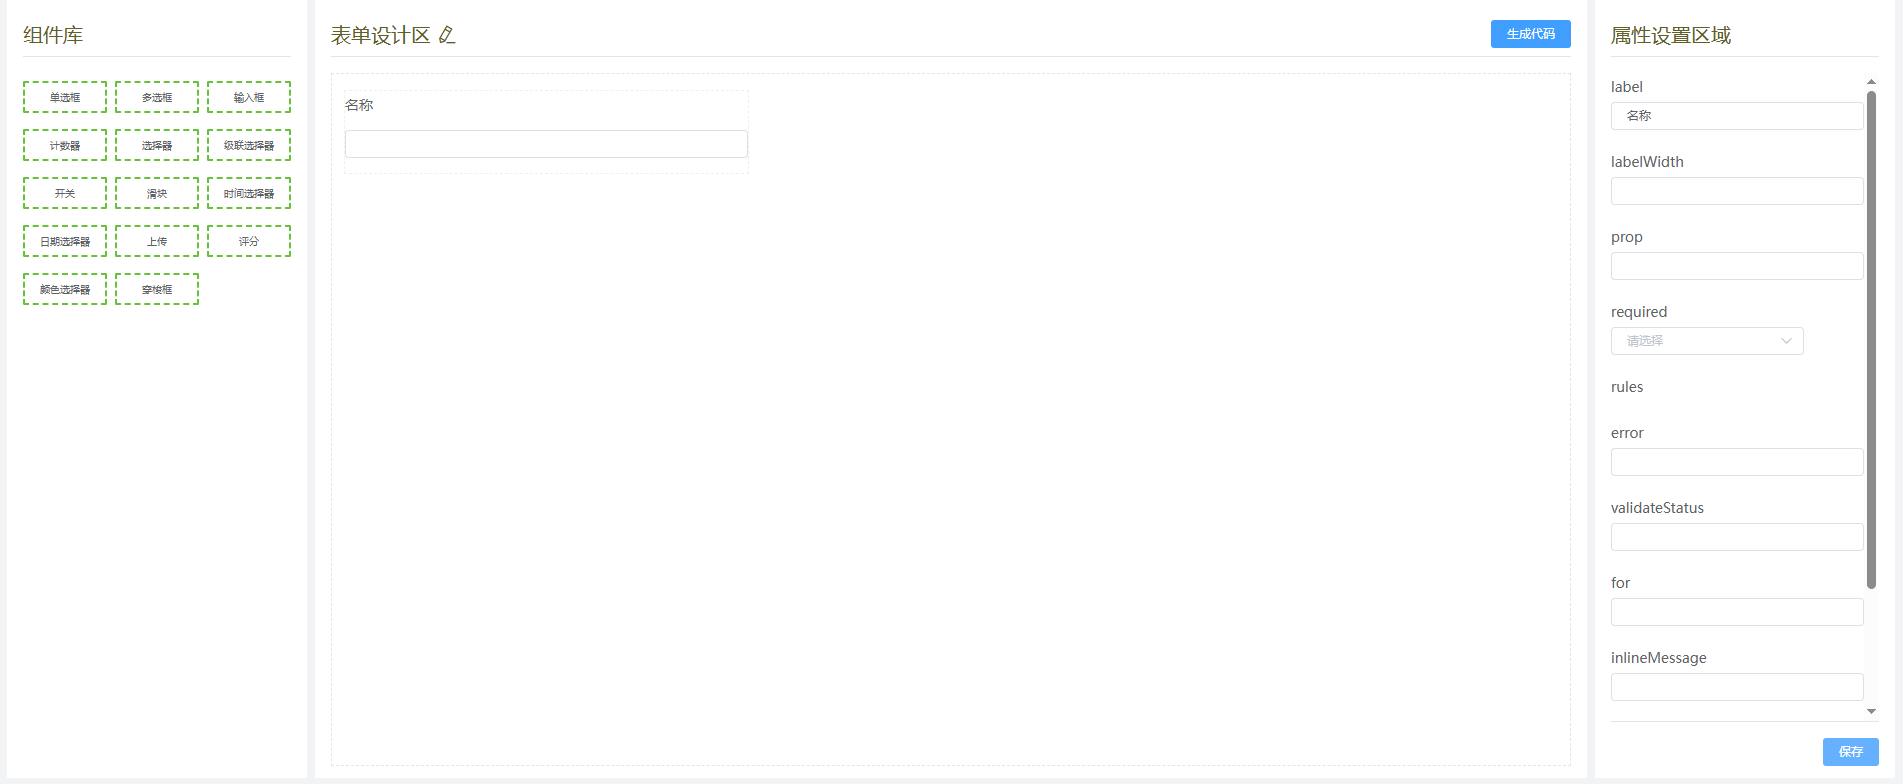 组件库
单选框
多选框
输入框
计数器
选择器
级联选择器
开关
滑块
时间选择器
日期选择器
上传
评分
颜色选择器
穿梭框
表单设计区
生成代码
名称
属性设置区域
label
名称
labelWidth
prop
required
请选择
rules
error
validateStatus
for
inlineMessage
保存